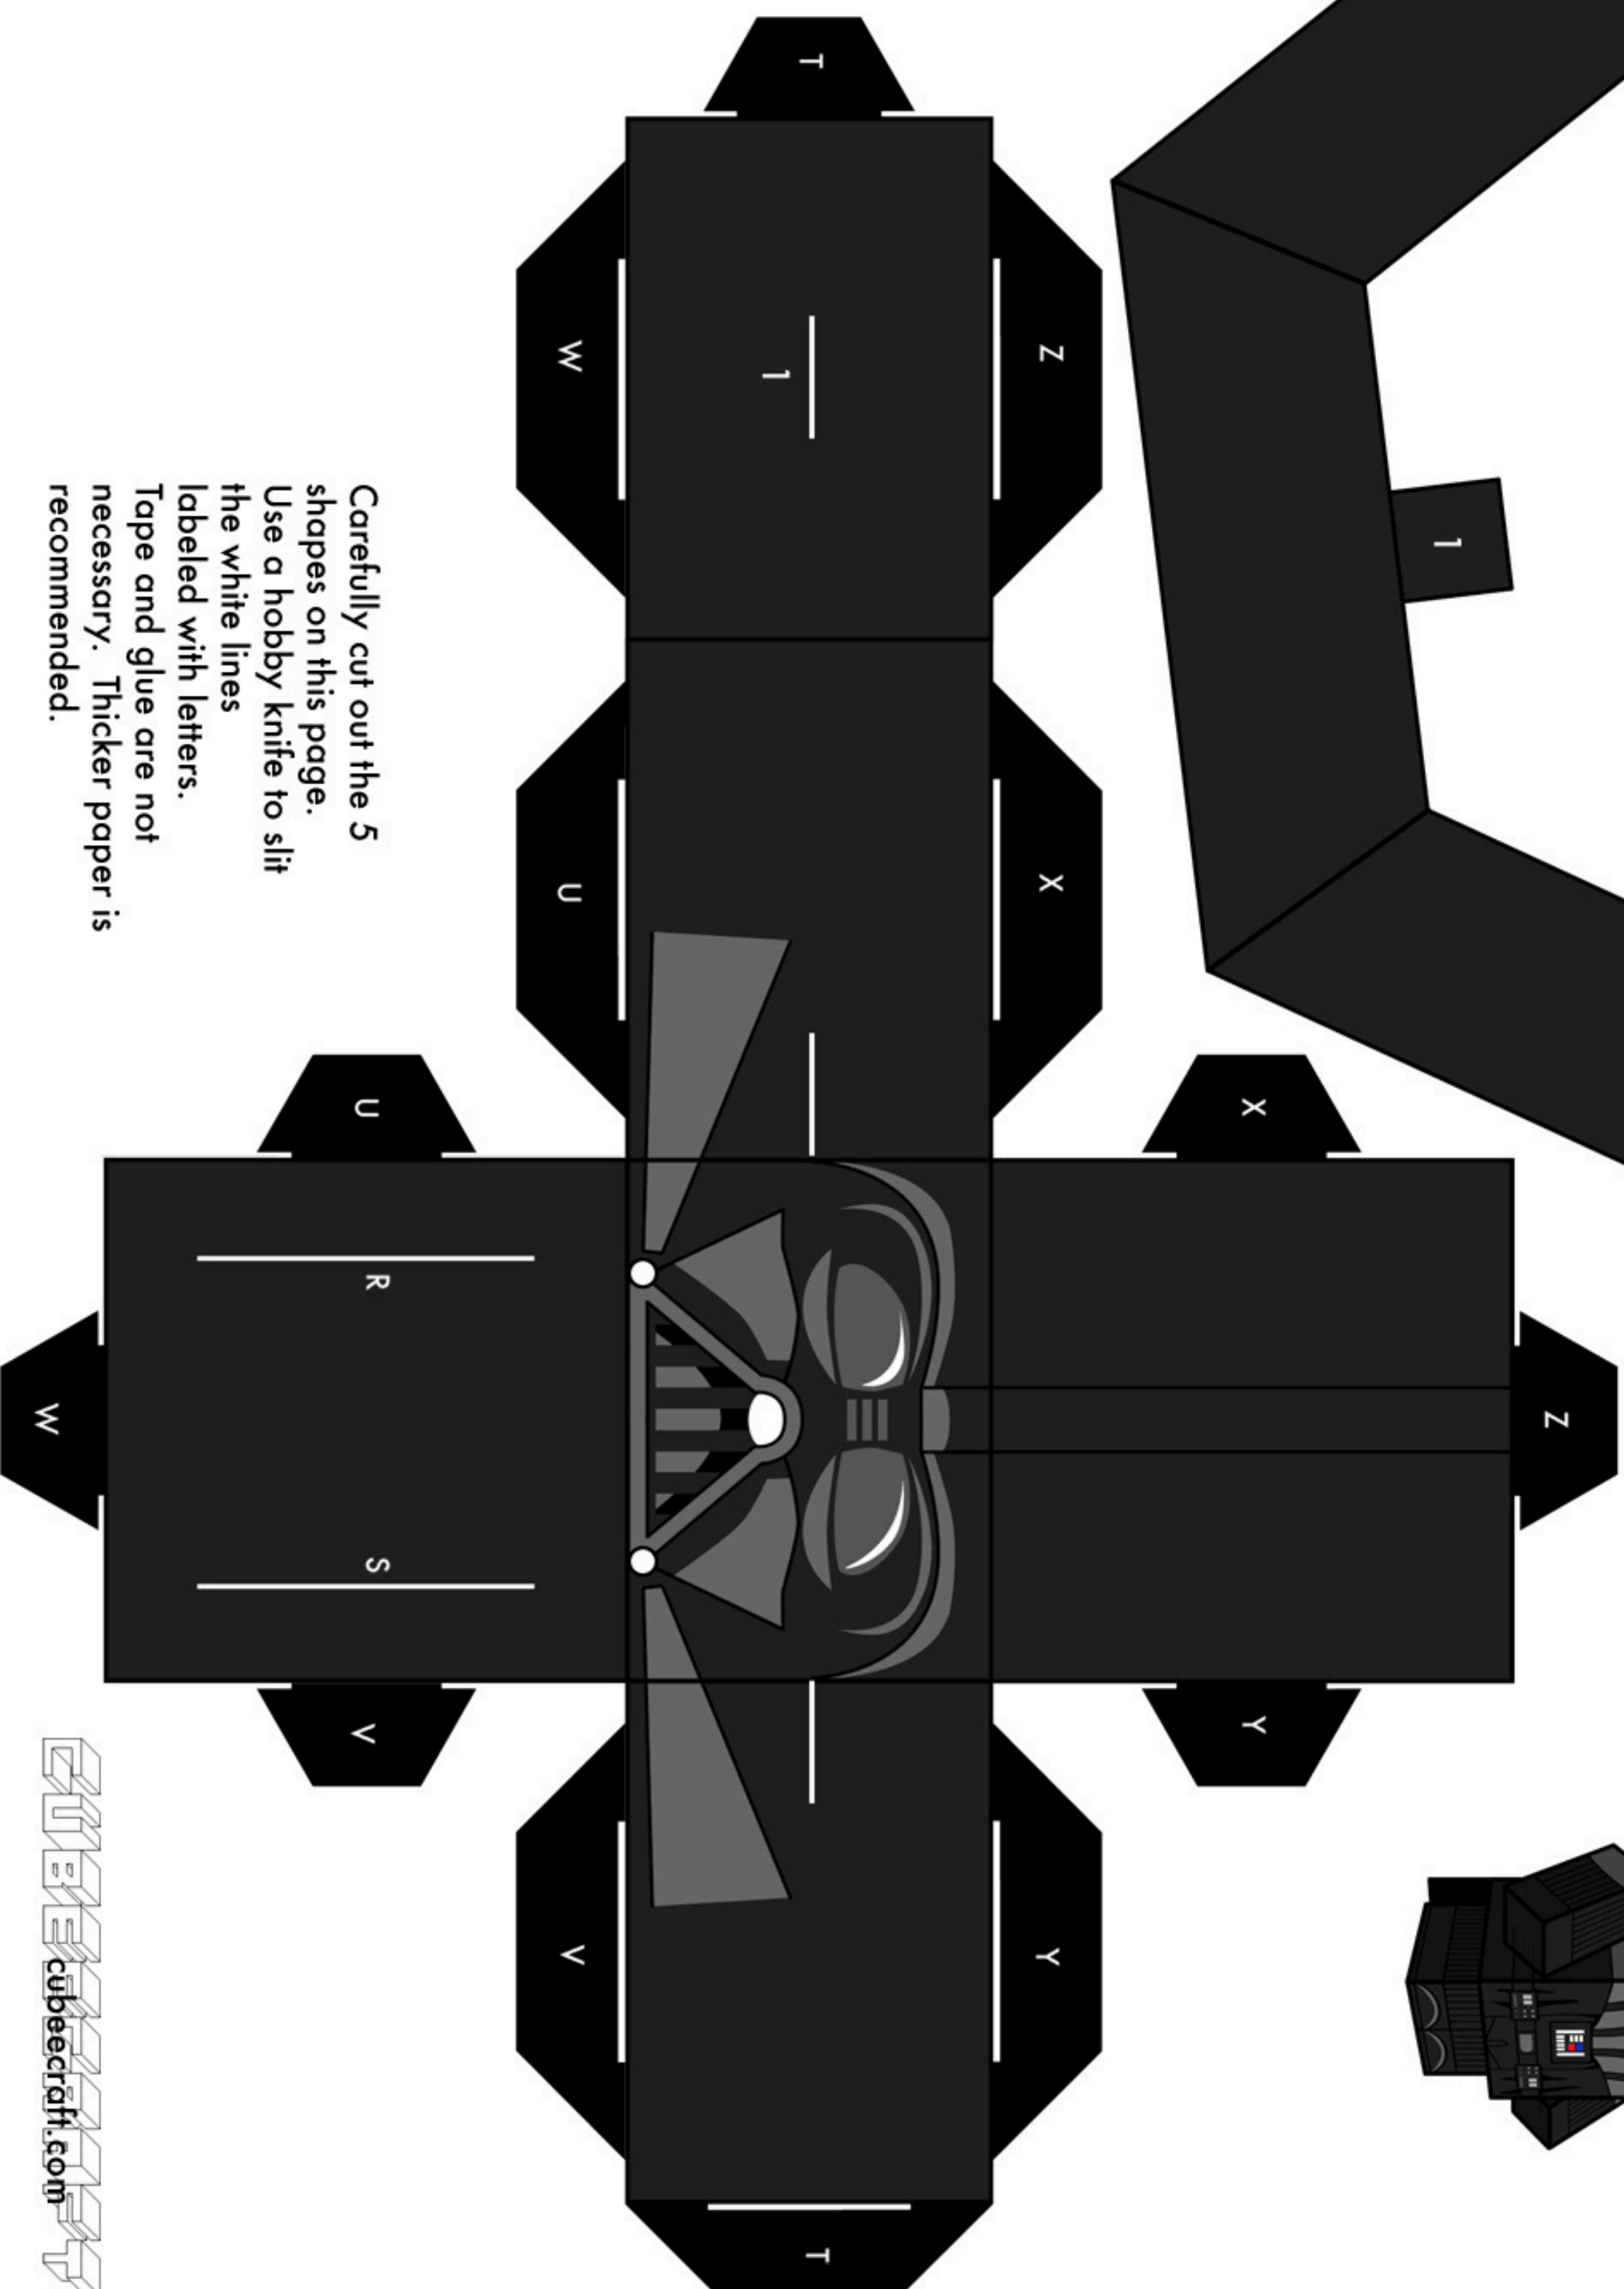 Carefully cut out the 5
shapes on this page.
Use a hobby knife to slit
the white lines
labeled with letters.
Tape and glue are not
necessary. Thicker paper is
recommended.
T
Z
W
1
1
X
U
X
U
Z
R
S
W
Y
V
Y
V
T
CUBEECRAFT
cubeecraft.com